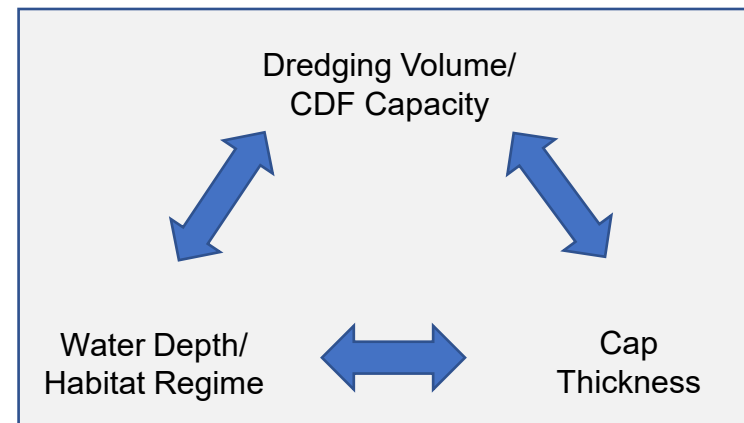 Dredging Volume/
CDF Capacity
Water Depth/
Habitat Regime
Cap
Thickness